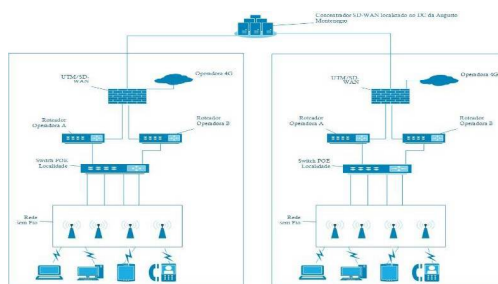 Concentrador SD-WAN localizado no DC da Augusto
Montenegro
UTM/SD-
WAN
Operadora 4G
Roteador
Operadora A
Roteador
Operadora B
Switch POE
Localidade
Rede
sem Fio
UTM/SD-
WAN
Operadora 4G
Roteador
Operadora A
Roteador
Operadora B
Switch POE
Localidade
Rede
sem Fio